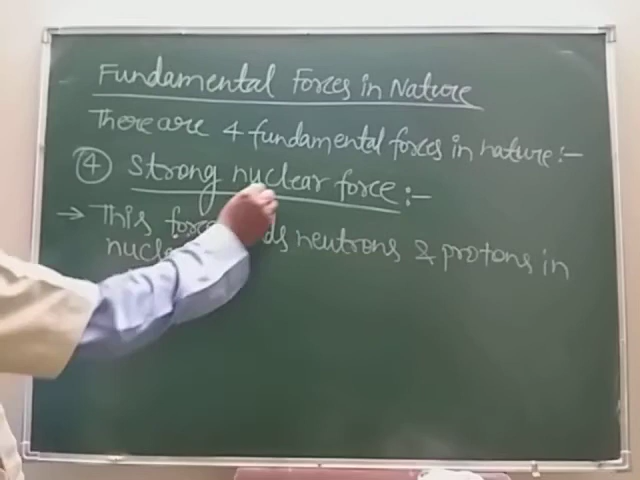 Fundamental Forces in Nature
There are 4 fundamental forces in nature:-
④ Strong nuclear force:-
→ This force neutrons & protons in